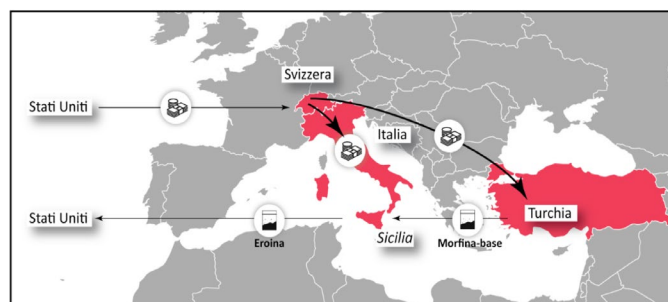 Svizzera
Stati Uniti
Italia
Turchia
Stati Uniti
Sicilia
Eroina
Morfina-base